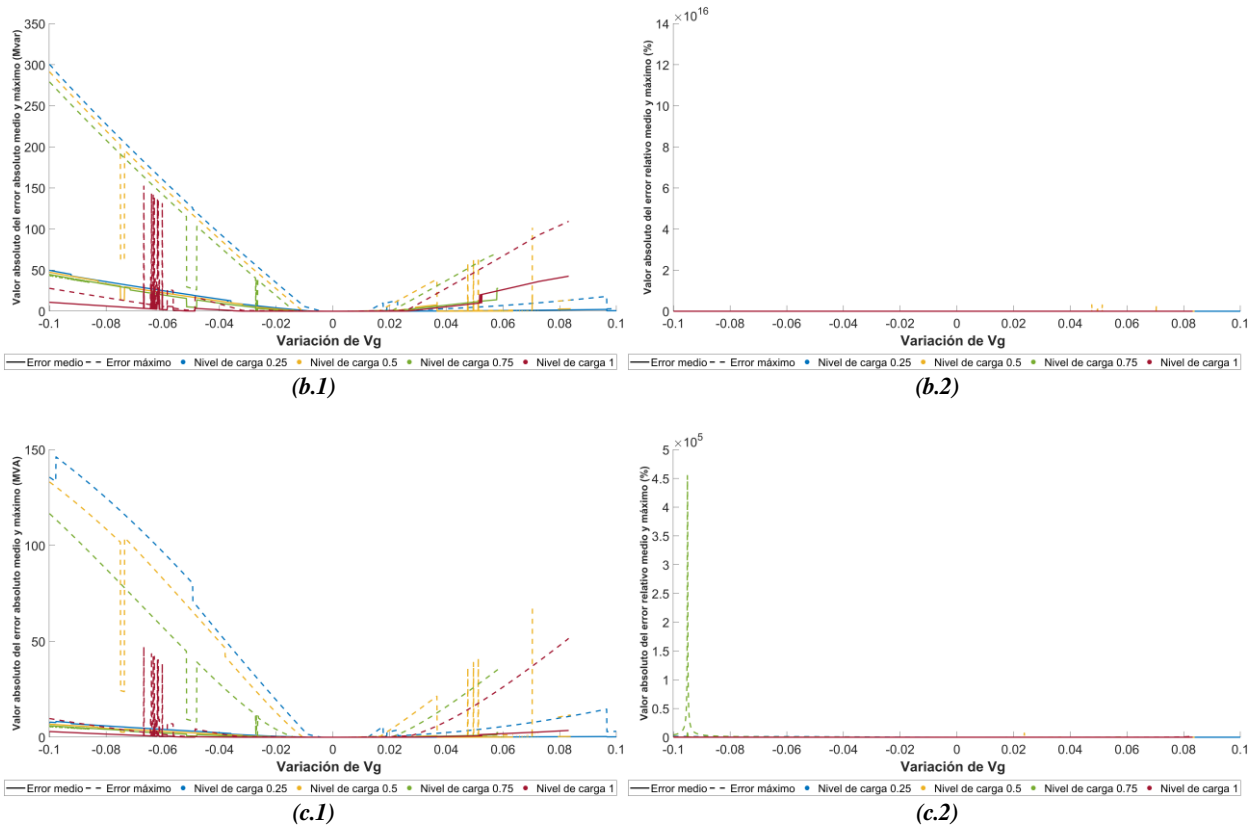 Valor absoluto del error absoluto medio y máximo (Mvar)
350
300
250
200
150
100
50
0
-0.1 -0.08 -0.06 -0.04 -0.02 0 0.02 0.04 0.06 0.08 0.1
Variación de Vg
Error medio Error máximo Nivel de carga 0.25 Nivel de carga 0.5 Nivel de carga 0.75 Nivel de carga 1
(b.1)
Valor absoluto del error relativo medio y máximo (%)
×10^16
14
12
10
8
6
4
2
0
-0.1 -0.08 -0.06 -0.04 -0.02 0 0.02 0.04 0.06 0.08 0.1
Variación de Vg
Error medio Error máximo Nivel de carga 0.25 Nivel de carga 0.5 Nivel de carga 0.75 Nivel de carga 1
(b.2)
Valor absoluto del error absoluto medio y máximo (MVA)
150
100
50
0
-0.1 -0.08 -0.06 -0.04 -0.02 0 0.02 0.04 0.06 0.08 0.1
Variación de Vg
Error medio Error máximo Nivel de carga 0.25 Nivel de carga 0.5 Nivel de carga 0.75 Nivel de carga 1
(c.1)
Valor absoluto del error relativo medio y máximo (%)
×10^5
5
4
5
3
5
2
5
1
5
0
-0.1 -0.08 -0.06 -0.04 -0.02 0 0.02 0.04 0.06 0.08 0.1
Variación de Vg
Error medio Error máximo Nivel de carga 0.25 Nivel de carga 0.5 Nivel de carga 0.75 Nivel de carga 1
(c.2)